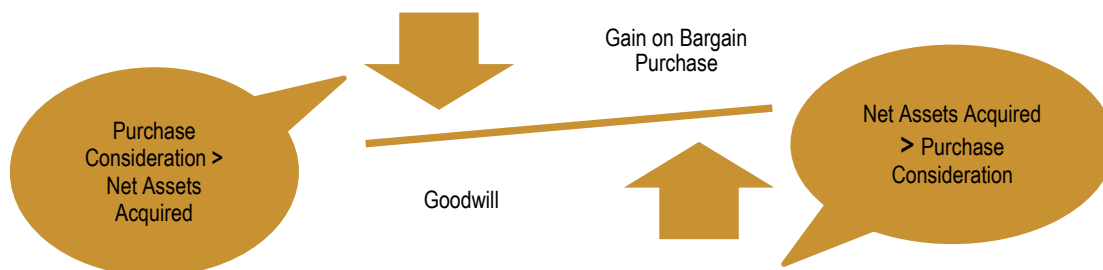 Purchase
Consideration >
Net Assets
Acquired
Gain on Bargain
Purchase
Goodwill
Net Assets Acquired
> Purchase
Consideration